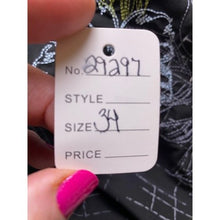 No. 29297
STYLE
SIZE 34
PRICE